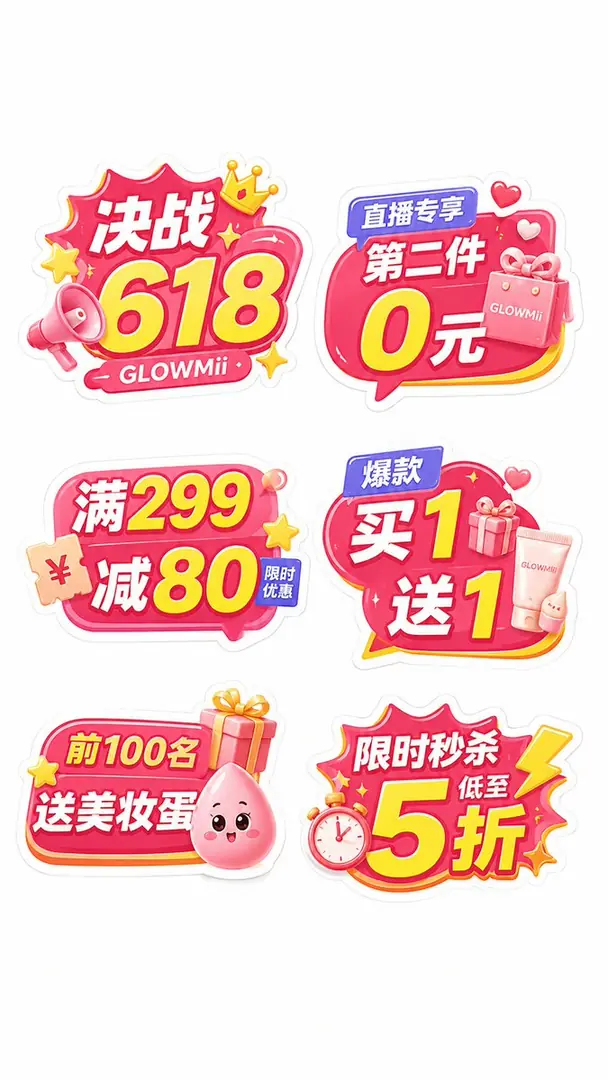 决战
618
GLOWMii
直播专享
第二件
0元
GLOWMii
满299
减80
限时
优惠
¥
爆款
买1
送1
GLOWMii
前100名
送美妆蛋
限时秒杀
低至
5折